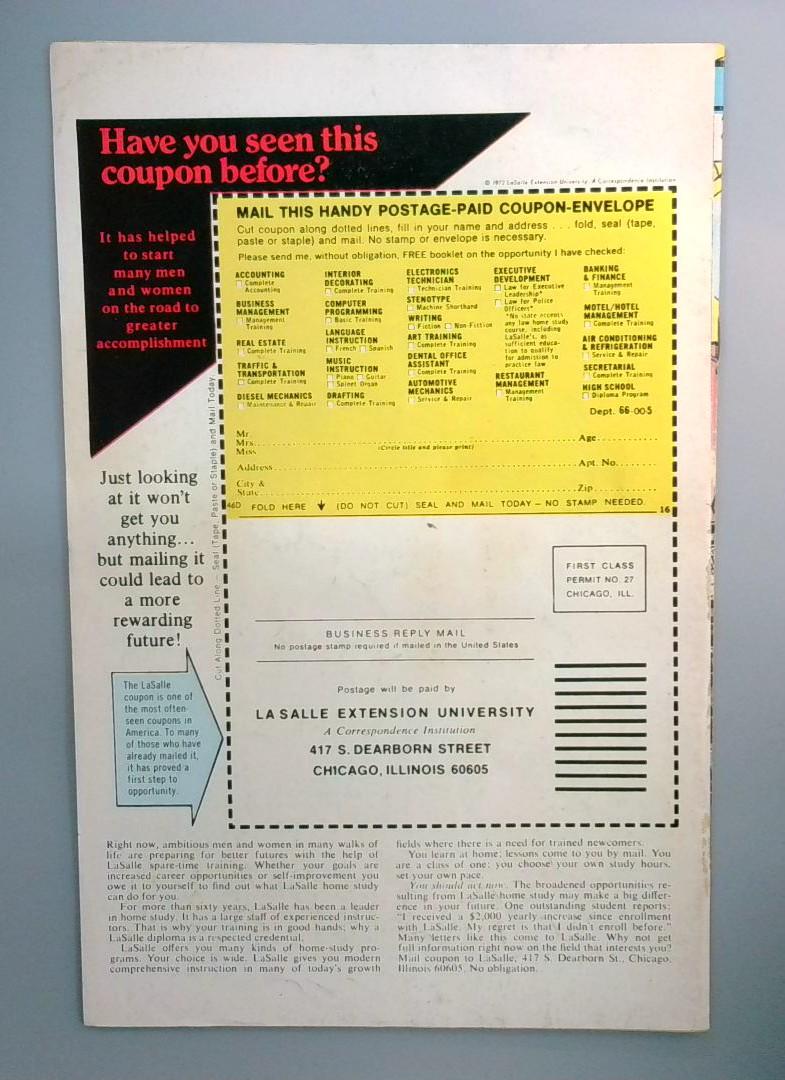 Have you seen this
coupon before?
© 1972 LaSalle Extension University, A Correspondence Institution
It has helped
to start
many men
and women
on the road to
greater
accomplishment
MAIL THIS HANDY POSTAGE-PAID COUPON-ENVELOPE
Cut coupon along dotted lines, fill in your name and address . . . fold, seal (tape,
paste or staple) and mail. No stamp or envelope is necessary.
Please send me, without obligation, FREE booklet on the opportunity I have checked:
ACCOUNTING
Complete
Accounting
BUSINESS
MANAGEMENT
Management
Training
REAL ESTATE
Complete Training
TRAFFIC &
TRANSPORTATION
Complete Training
DIESEL MECHANICS
Maintenance & Repair
INTERIOR
DECORATING
Complete Training
COMPUTER
PROGRAMMING
Basic Training
LANGUAGE
INSTRUCTION
French Spanish
MUSIC
INSTRUCTION
Piano Guitar
Spinet Organ
DRAFTING
Complete Training
ELECTRONICS
TECHNICIAN
Technician Training
STENOTYPE
Machine Shorthand
WRITING
Fiction Non-Fiction
ART TRAINING
Complete Training
DENTAL OFFICE
ASSISTANT
Complete Training
AUTOMOTIVE
MECHANICS
Service & Repair
EXECUTIVE
DEVELOPMENT
Law for Executive
Leadership*
Law for Police
Officers*
*No state accepts
any law home study
course, including
LaSalle's, as
sufficient educa-
tion to qualify
for admission to
practice law
RESTAURANT
MANAGEMENT
Management
Training
BANKING
& FINANCE
Management
Training
MOTEL/HOTEL
MANAGEMENT
Complete Training
AIR CONDITIONING
& REFRIGERATION
Service & Repair
SECRETARIAL
Complete Training
HIGH SCHOOL
Diploma Program
Dept. 66-005
Mr.
Mrs. Age
Miss (Circle title and please print)
Address Apt. No.
City &
State Zip
46D FOLD HERE ↓ (DO NOT CUT) SEAL AND MAIL TODAY — NO STAMP NEEDED. 16
Cut Along Dotted Line — Seal (Tape, Paste or Staple) and Mail Today.
Just looking
at it won't
get you
anything...
but mailing it
could lead to
a more
rewarding
future!
FIRST CLASS
PERMIT NO. 27
CHICAGO, ILL.
BUSINESS REPLY MAIL
No postage stamp required if mailed in the United States
Postage will be paid by
LA SALLE EXTENSION UNIVERSITY
A Correspondence Institution
417 S. DEARBORN STREET
CHICAGO, ILLINOIS 60605
The LaSalle
coupon is one of
the most often-
seen coupons in
America. To many
of those who have
already mailed it,
it has proved a
first step to
opportunity.
Right now, ambitious men and women in many walks of
life are preparing for better futures with the help of
LaSalle spare-time training. Whether your goals are
increased career opportunities or self-improvement you
owe it to yourself to find out what LaSalle home study
can do for you.
For more than sixty years, LaSalle has been a leader
in home study. It has a large staff of experienced instruc-
tors. That is why your training is in good hands; why a
LaSalle diploma is a respected credential.
LaSalle offers you many kinds of home-study pro-
grams. Your choice is wide. LaSalle gives you modern
comprehensive instruction in many of today's growth
fields where there is a need for trained newcomers.
You learn at home; lessons come to you by mail. You
are a class of one; you choose your own study hours,
set your own pace.
You should act now. The broadened opportunities re-
sulting from LaSalle home study may make a big differ-
ence in your future. One outstanding student reports:
"I received a $2,000 yearly increase since enrollment
with LaSalle. My regret is that I didn't enroll before."
Many letters like this come to LaSalle. Why not get
full information right now on the field that interests you?
Mail coupon to LaSalle, 417 S. Dearborn St., Chicago,
Illinois 60605. No obligation.